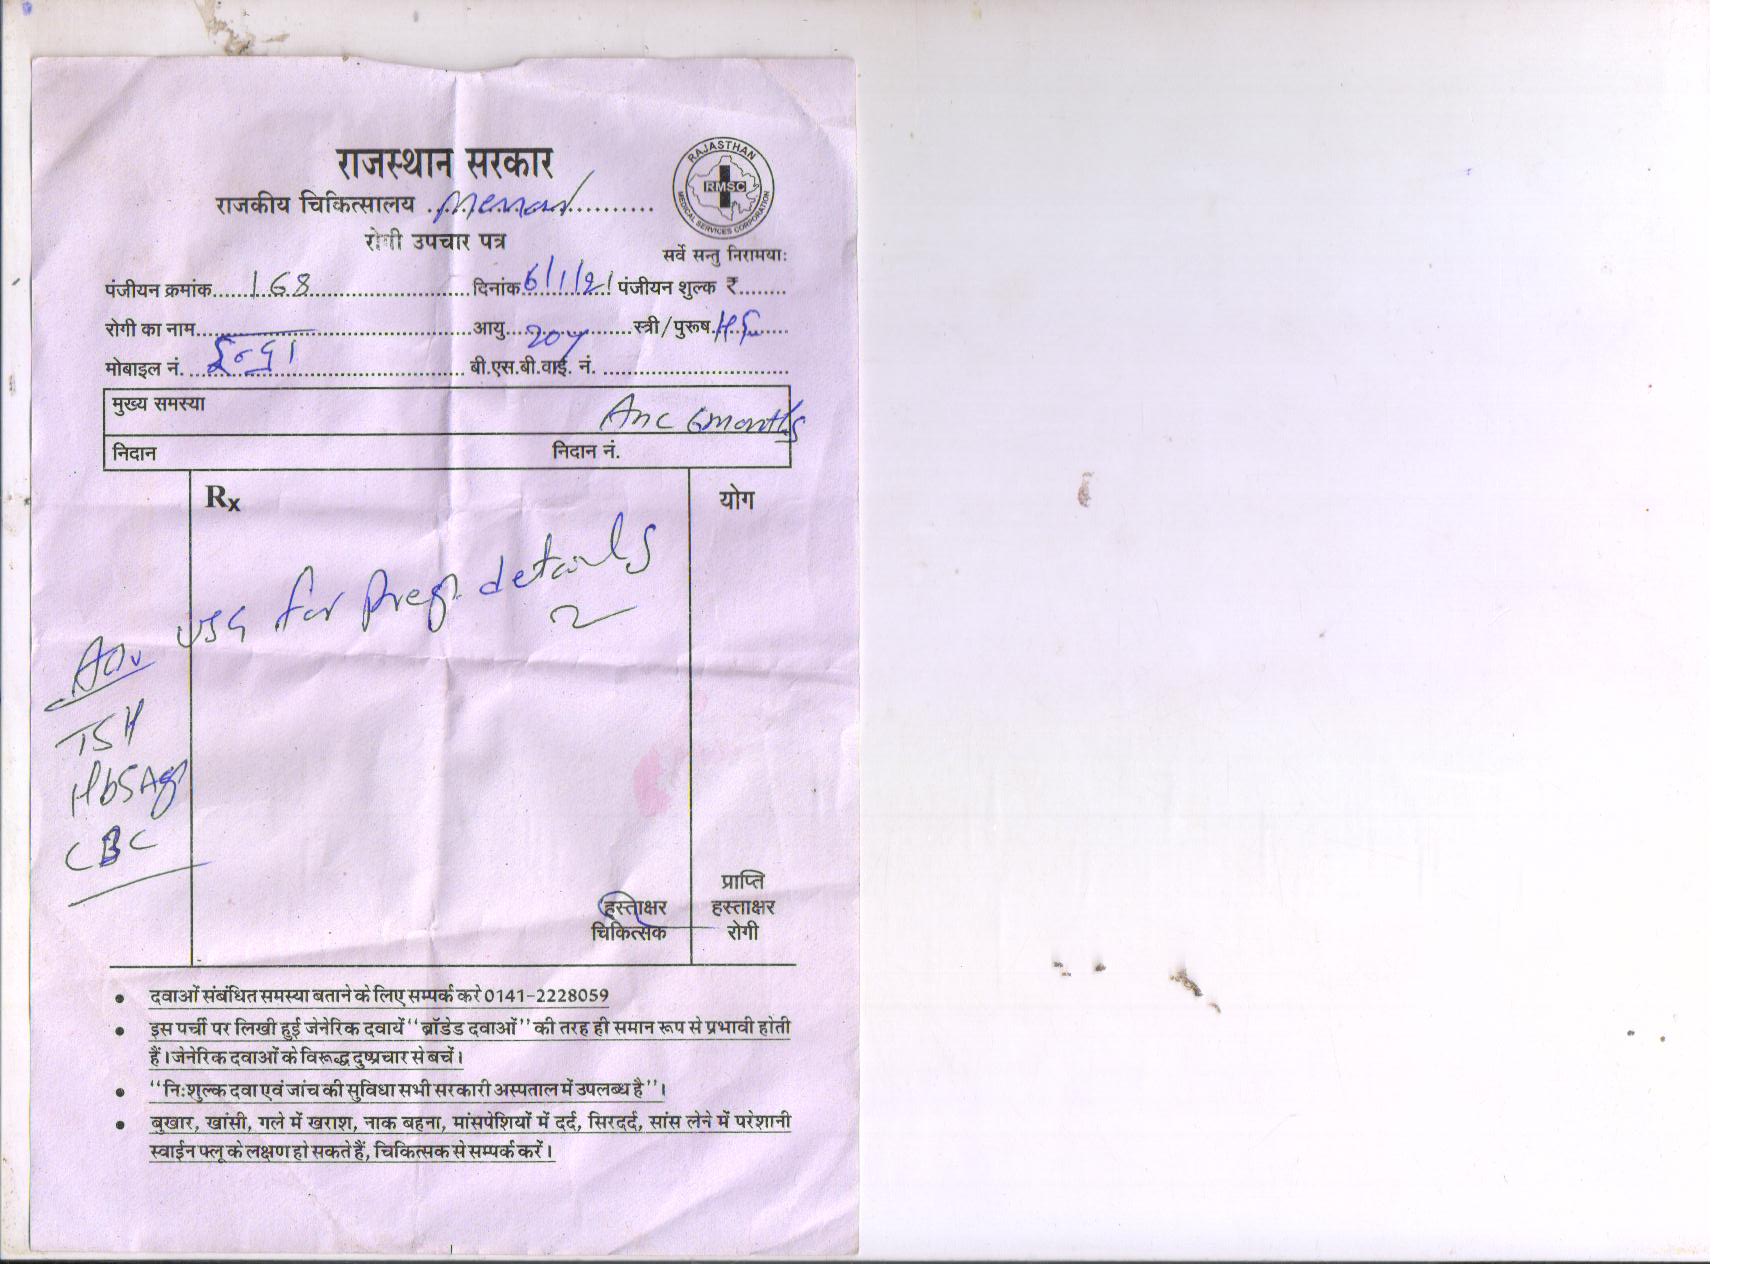 राजस्थान सरकार
RAJASTHAN
RMSC
MEDICAL SERVICES CORPORATION
राजकीय चिकित्सालय
रोगी उपचार पत्र
सर्वे सन्तु निरामया:
पंजीयन क्रमांक 168 दिनांक 6/1/21 पंजीयन शुल्क ₹
रोगी का नाम आयु 20y स्त्री/पुरूष
मोबाइल नं. बी.एस.बी.वाई. नं.
मुख्य समस्या Anc 6months
निदान निदान नं.
Rx योग
USG for preg. details
Adv
TSH
HbSAg
CBC
प्राप्ति
हस्ताक्षर हस्ताक्षर
चिकित्सक रोगी
• दवाओं संबंधित समस्या बताने के लिए सम्पर्क करे 0141-2228059
• इस पर्ची पर लिखी हुई जेनेरिक दवायें "ब्रॉडेड दवाओं" की तरह ही समान रूप से प्रभावी होती
हैं। जेनेरिक दवाओं के विरूद्ध दुष्प्रचार से बचें।
• "नि:शुल्क दवा एवं जांच की सुविधा सभी सरकारी अस्पताल में उपलब्ध है"।
• बुखार, खांसी, गले में खराश, नाक बहना, मांसपेशियों में दर्द, सिरदर्द, सांस लेने में परेशानी
स्वाईन फ्लू के लक्षण हो सकते हैं, चिकित्सक से सम्पर्क करें।